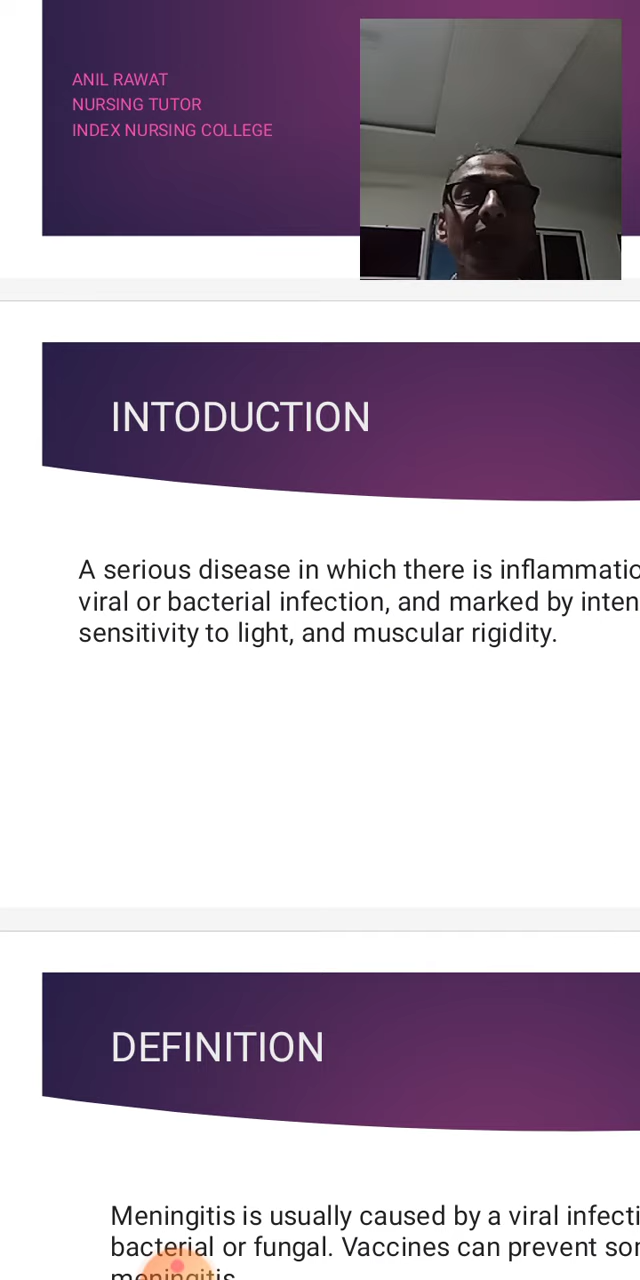 ANIL RAWAT
NURSING TUTOR
INDEX NURSING COLLEGE
INTODUCTION
A serious disease in which there is inflammatio
viral or bacterial infection, and marked by inten
sensitivity to light, and muscular rigidity.
DEFINITION
Meningitis is usually caused by a viral infecti
bacterial or fungal. Vaccines can prevent so
meningitis